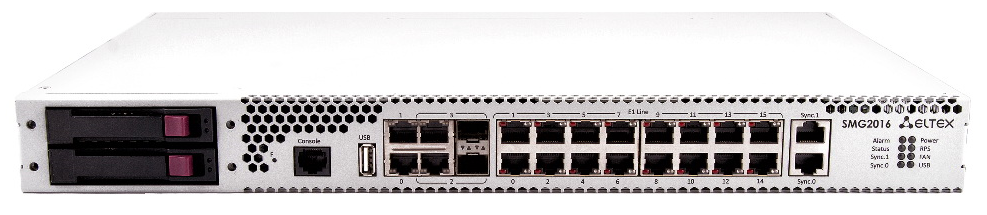 E1 Line
1 3 1 3 5 7 9 11 13 15 Sync.1
SMG2016 ELTEX
Console USB
Alarm Power
Status RPS
Sync.1 FAN
Sync.0 USB
0 2 0 2 4 6 8 10 12 14 Sync.0